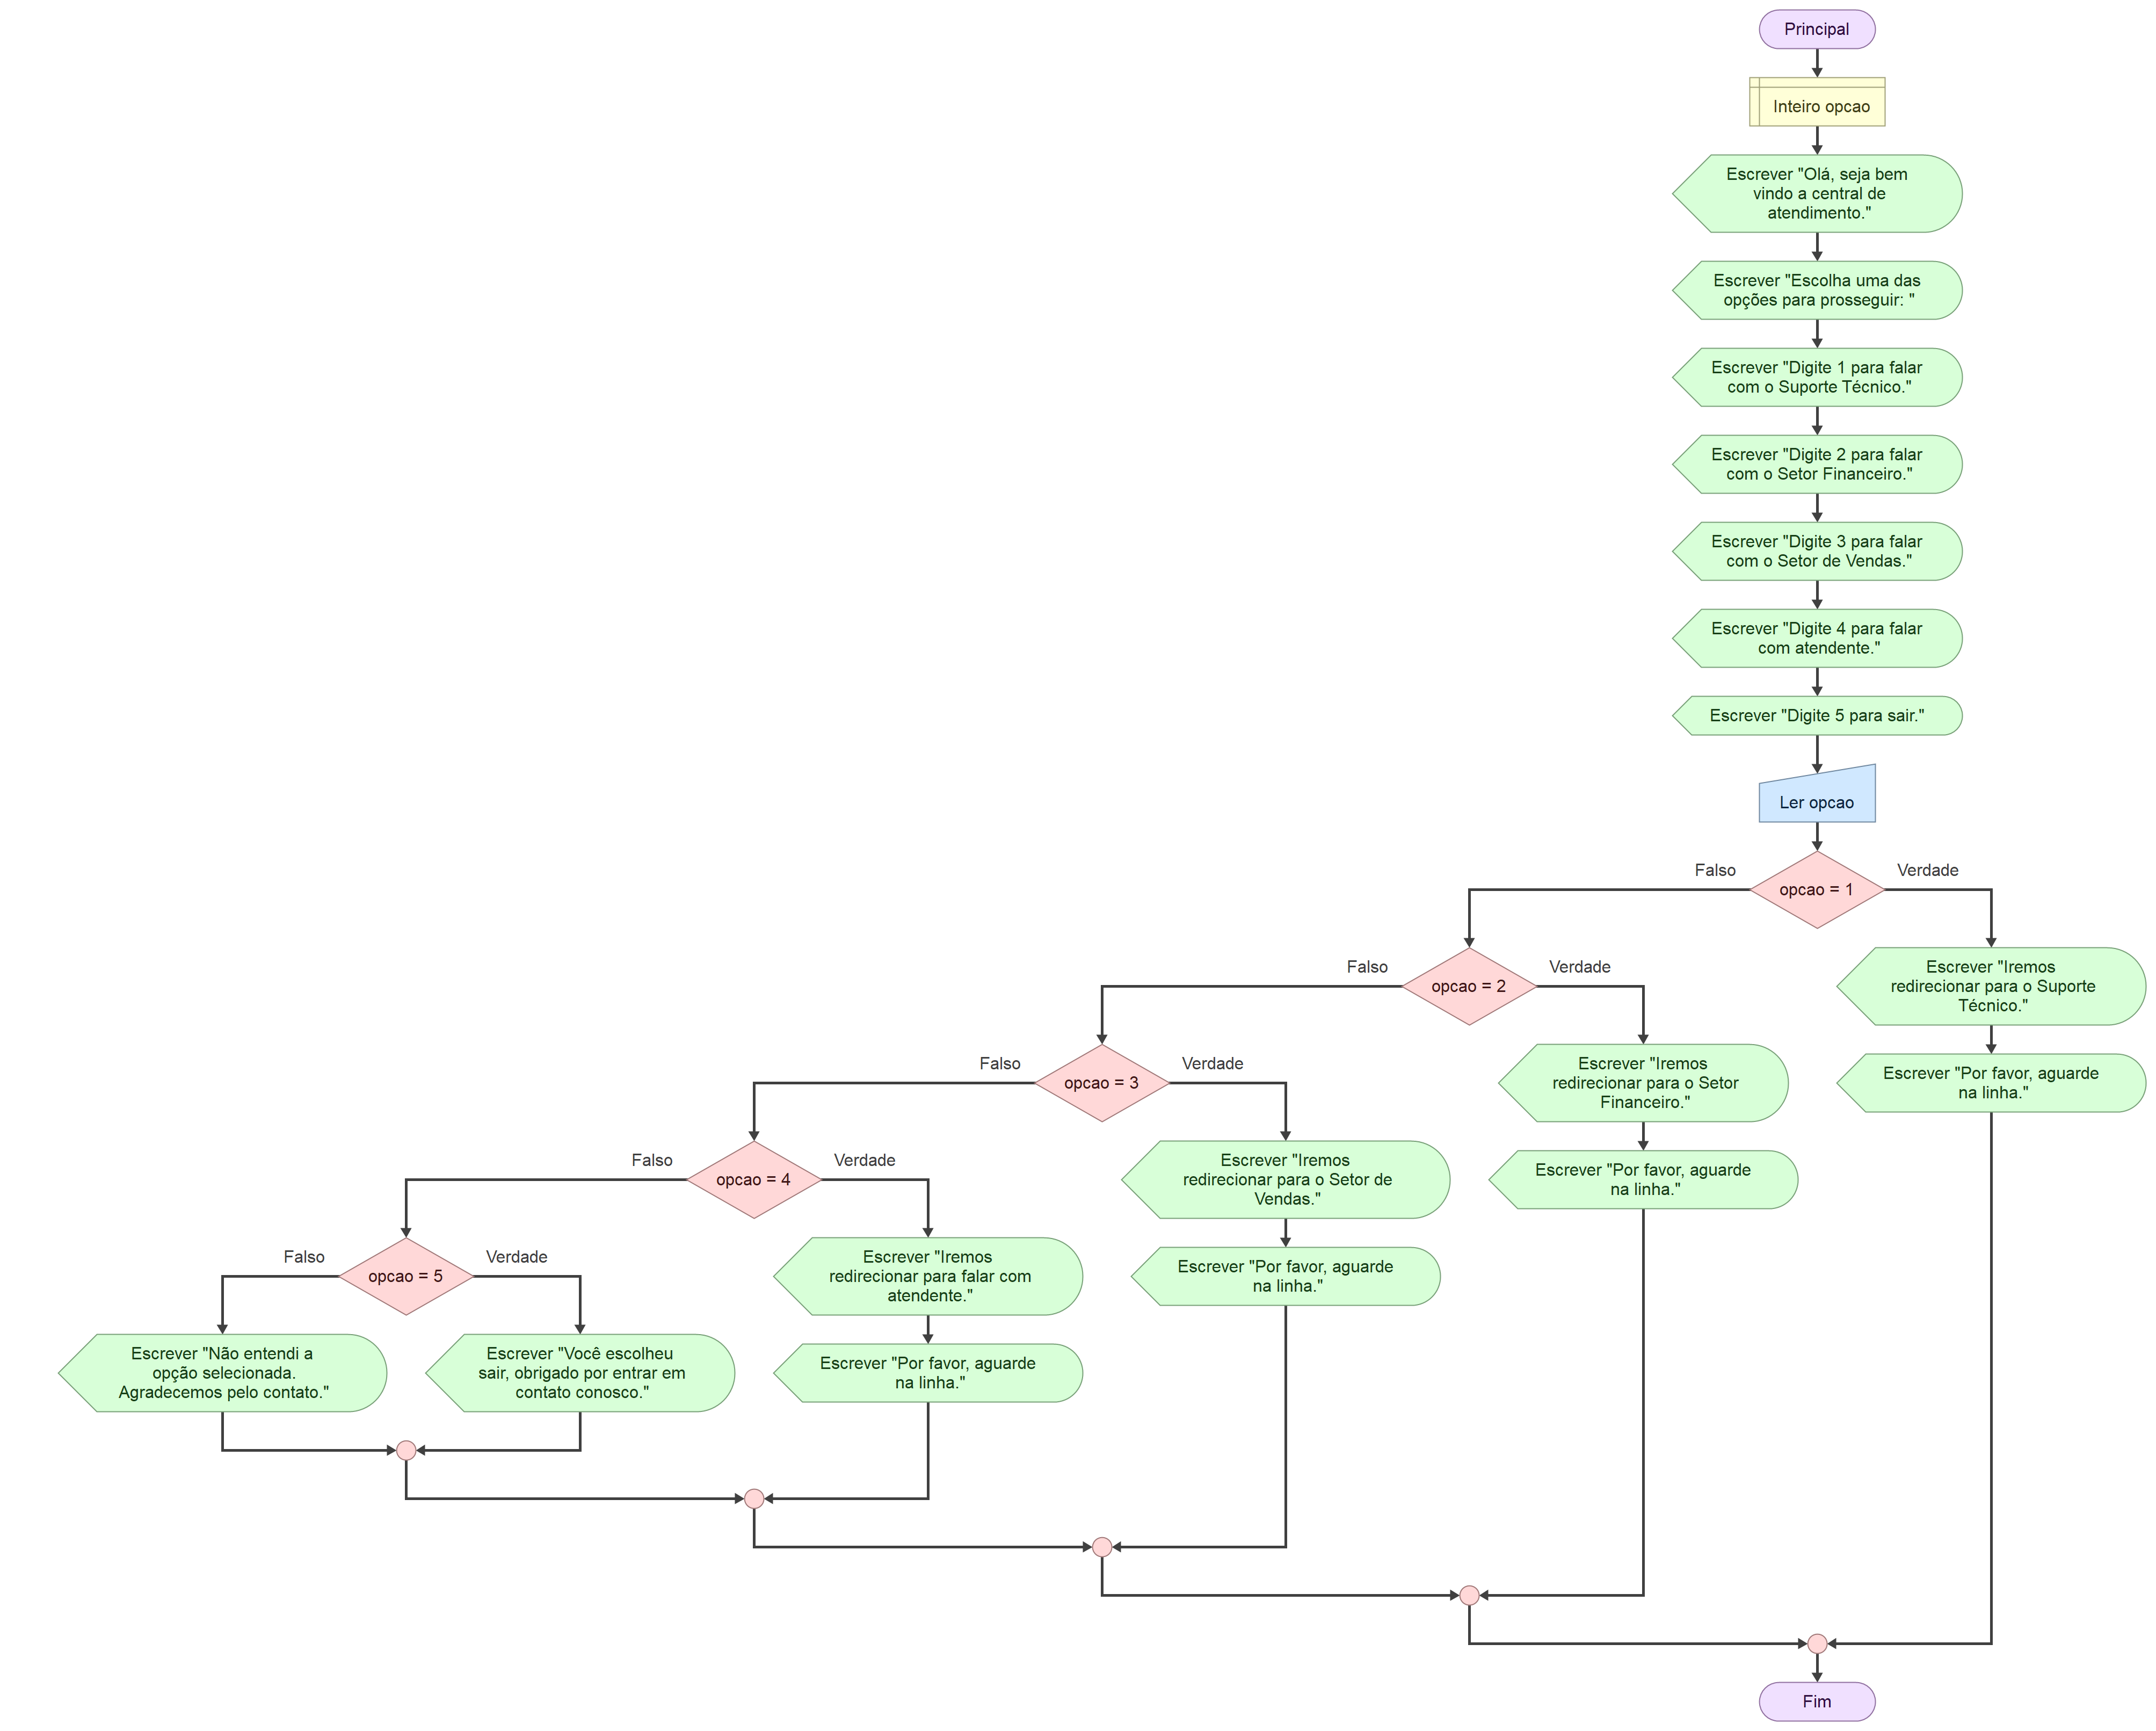 Principal
Inteiro opcao
Escrever "Olá, seja bem
vindo a central de
atendimento."
Escrever "Escolha uma das
opções para prosseguir: "
Escrever "Digite 1 para falar
com o Suporte Técnico."
Escrever "Digite 2 para falar
com o Setor Financeiro."
Escrever "Digite 3 para falar
com o Setor de Vendas."
Escrever "Digite 4 para falar
com atendente."
Escrever "Digite 5 para sair."
Ler opcao
Falso
Verdade
opcao = 1
Escrever "Iremos
redirecionar para o Suporte
Técnico."
Escrever "Por favor, aguarde
na linha."
Falso
Verdade
opcao = 2
Escrever "Iremos
redirecionar para o Setor
Financeiro."
Escrever "Por favor, aguarde
na linha."
Falso
Verdade
opcao = 3
Escrever "Iremos
redirecionar para o Setor de
Vendas."
Escrever "Por favor, aguarde
na linha."
Falso
Verdade
opcao = 4
Escrever "Iremos
redirecionar para falar com
atendente."
Escrever "Por favor, aguarde
na linha."
Falso
Verdade
opcao = 5
Escrever "Não entendi a
opção selecionada.
Agradecemos pelo contato."
Escrever "Você escolheu
sair, obrigado por entrar em
contato conosco."
Fim